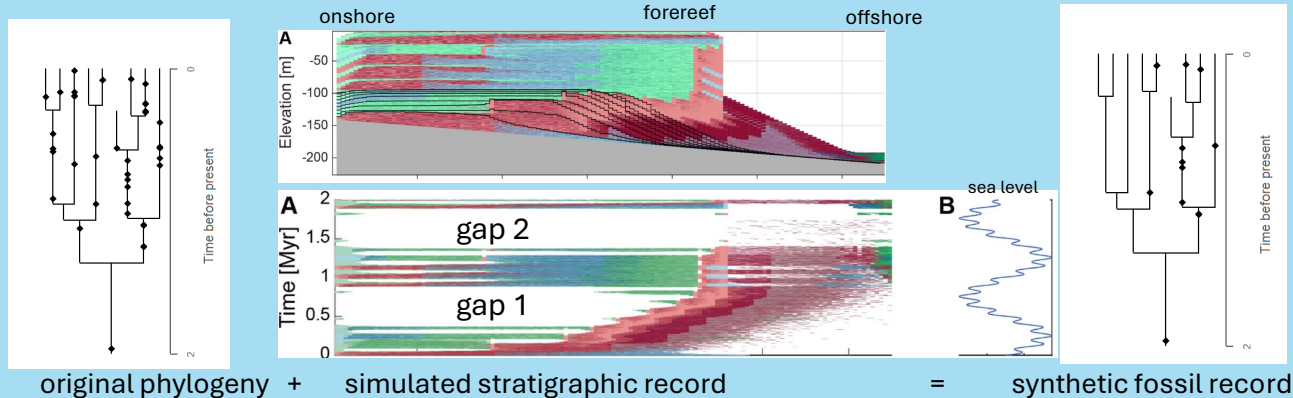 onshore
forereef
offshore
A
-50
-100
-150
-200
Elevation [m]
0
Time before present
2
A
2
1.5
1
0.5
0
Time [Myr]
gap 2
gap 1
B
sea level
0
Time before present
2
original phylogeny + simulated stratigraphic record = synthetic fossil record